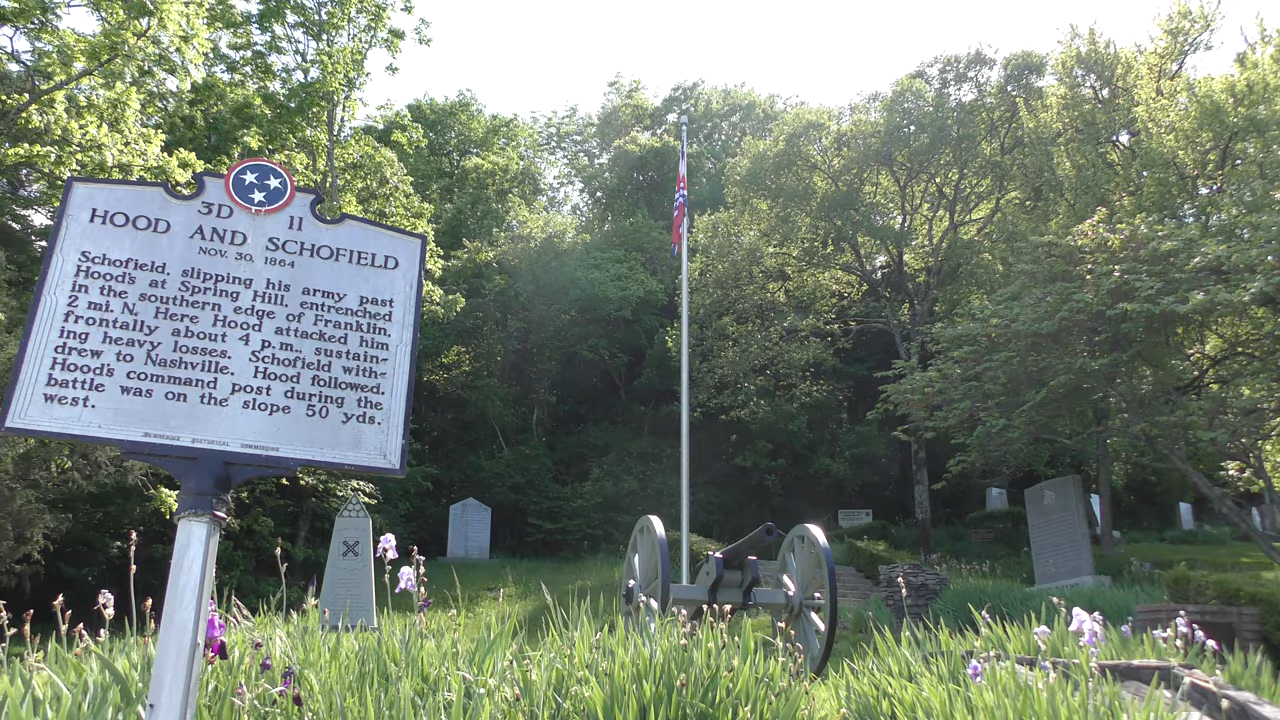 3D 11
HOOD AND SCHOFIELD
NOV. 30, 1864
Schofield, slipping his army past
Hood's at Spring Hill, entrenched
in the southern edge of Franklin,
2 mi. N. Here Hood attacked him
frontally about 4 p.m., sustain-
ing heavy losses. Schofield with-
drew to Nashville. Hood followed.
Hood's command post during the
battle was on the slope 50 yds.
west.
TENNESSEE HISTORICAL COMMISSION